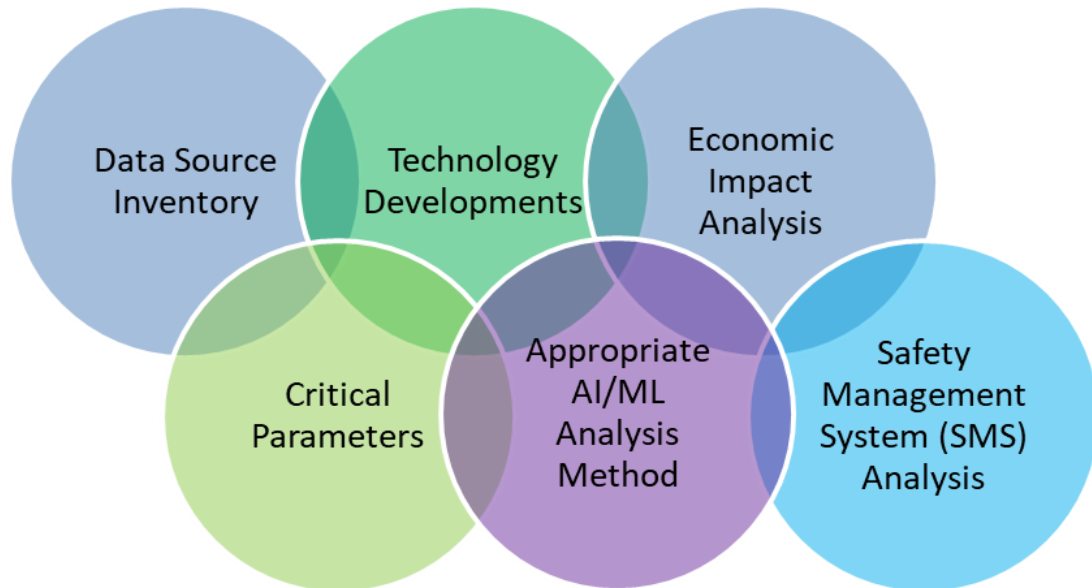 Data Source
Inventory
Technology
Developments
Economic
Impact
Analysis
Critical
Parameters
Appropriate
AI/ML
Analysis
Method
Safety
Management
System (SMS)
Analysis